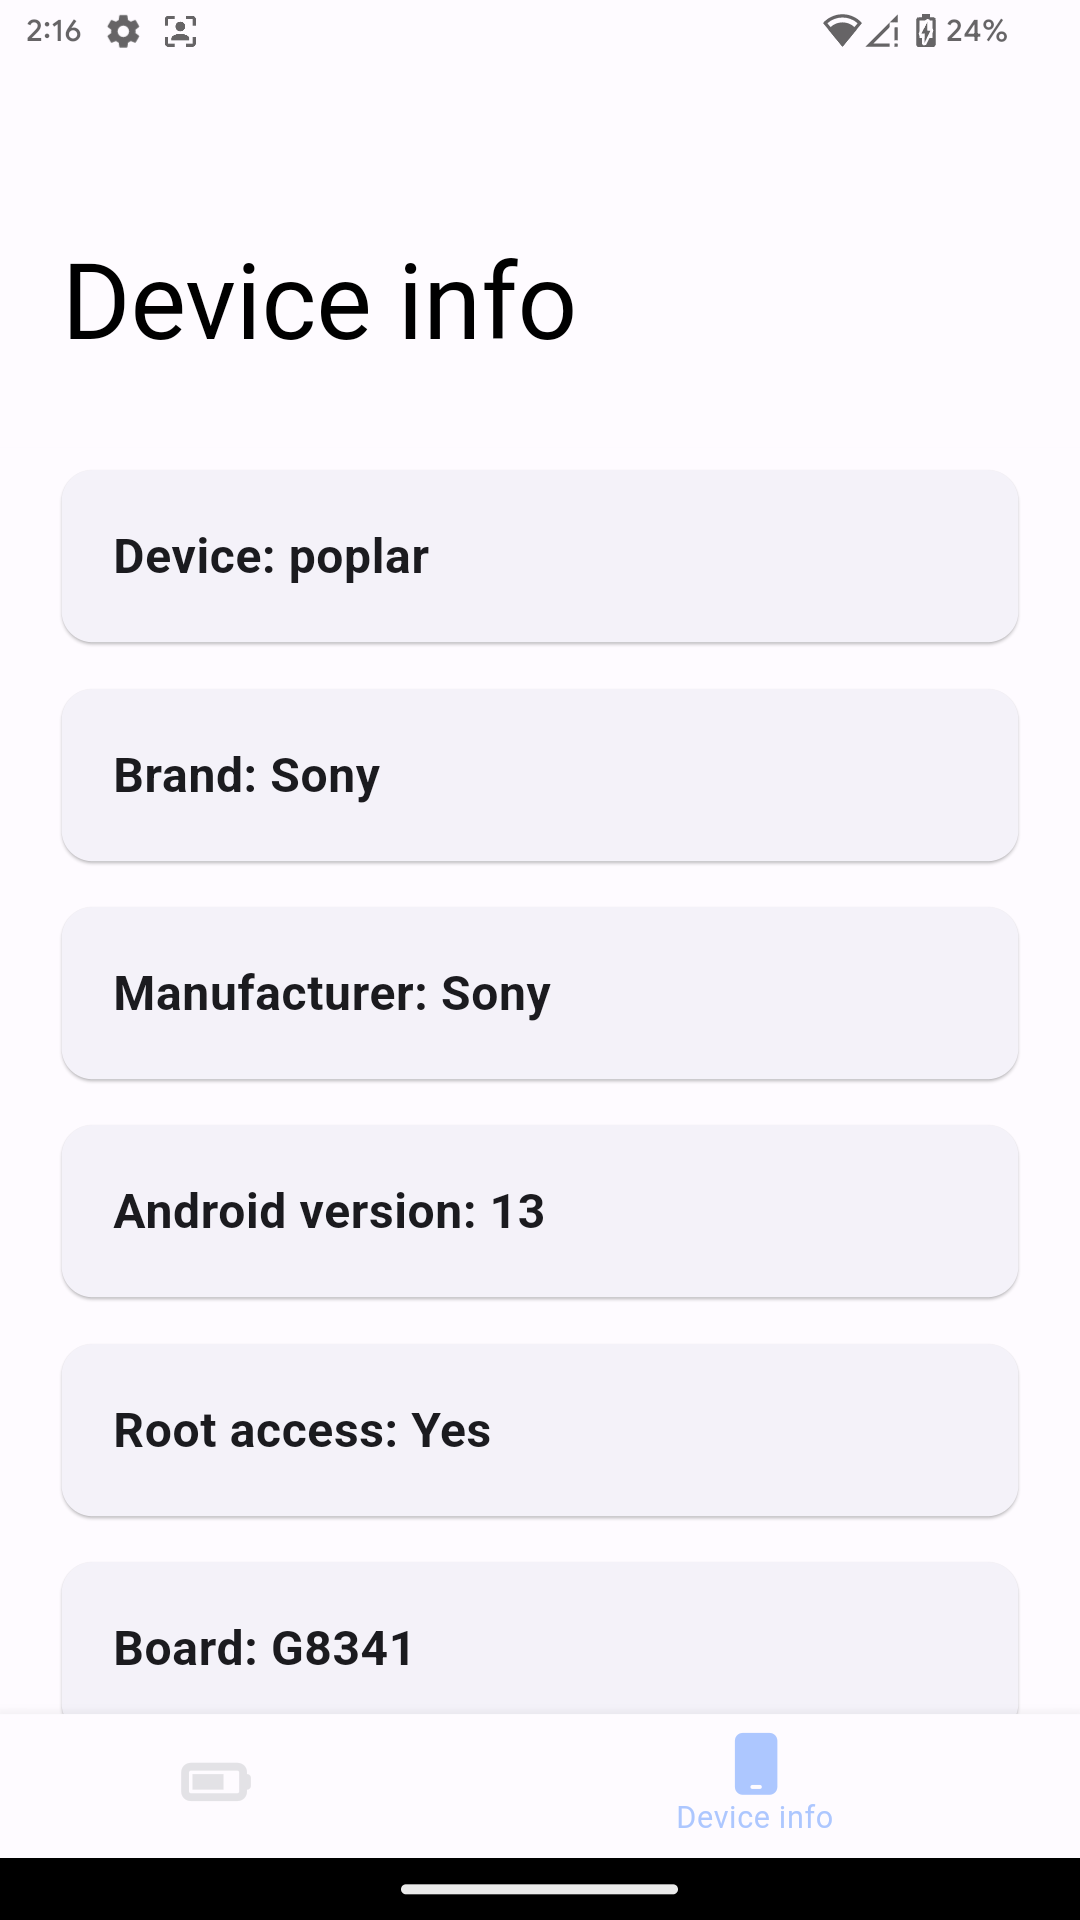 2:16
24%
Device info
Device: poplar
Brand: Sony
Manufacturer: Sony
Android version: 13
Root access: Yes
Board: G8341
Device info